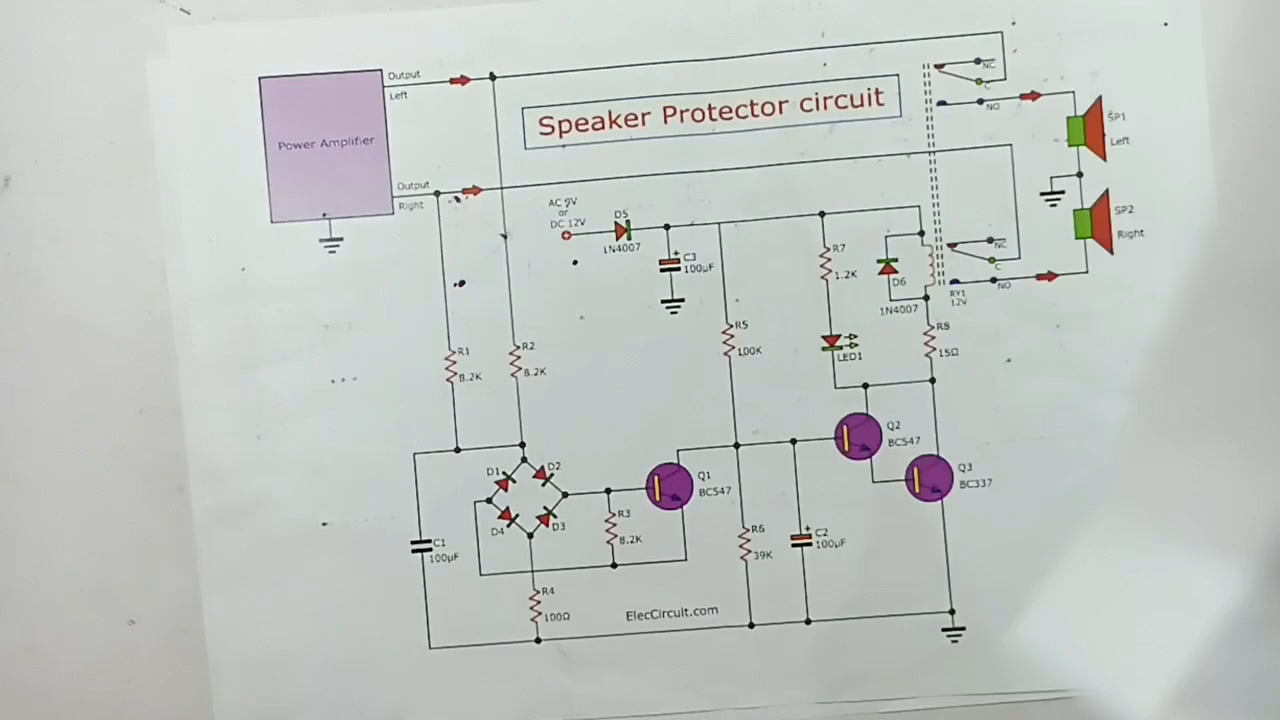 Speaker Protector circuit
Power Amplifier
Output
Left
Output
Right
NC
C
NO
SP1
Left
SP2
Right
NC
C
NO
RY1
12V
AC 9V
or
DC 12V
D5
1N4007
C3
100µF
R7
1.2K
D6
1N4007
R5
100K
LED1
R8
15Ω
R1
8.2K
R2
8.2K
Q2
BC547
Q3
BC337
D1
D2
D4
D3
Q1
BC547
R3
8.2K
C1
100µF
R6
39K
C2
100µF
R4
100Ω
ElecCircuit.com